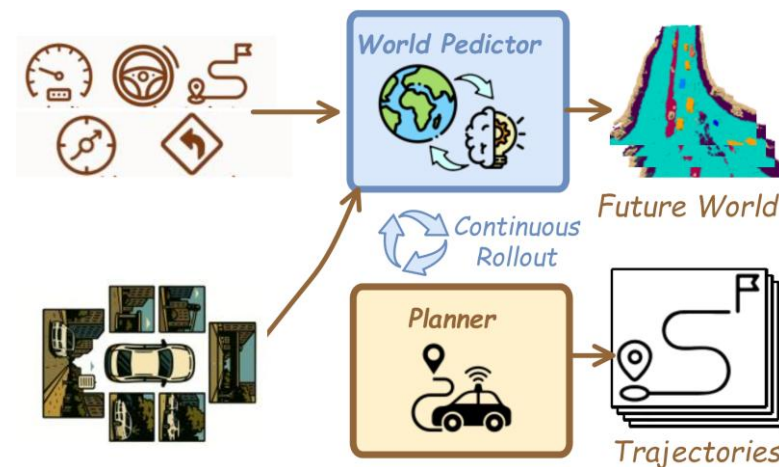 World Pedictor
Future World
Continuous
Rollout
Planner
Trajectories